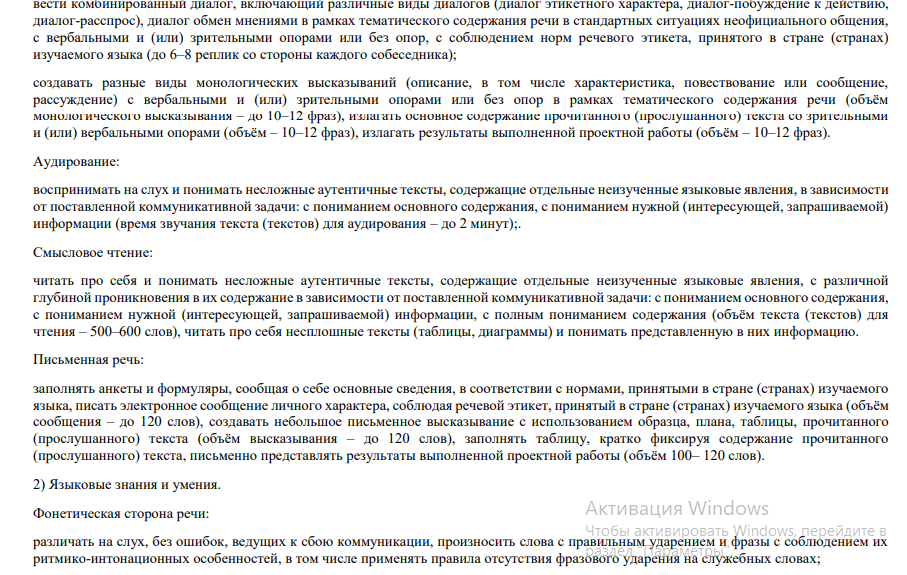 вести комбинированный диалог, включающий различные виды диалогов (диалог этикетного характера, диалог-побуждение к действию,
диалог-расспрос), диалог обмен мнениями в рамках тематического содержания речи в стандартных ситуациях неофициального общения,
с вербальными и (или) зрительными опорами или без опор, с соблюдением норм речевого этикета, принятого в стране (странах)
изучаемого языка (до 6–8 реплик со стороны каждого собеседника);
создавать разные виды монологических высказываний (описание, в том числе характеристика, повествование или сообщение,
рассуждение) с вербальными и (или) зрительными опорами или без опор в рамках тематического содержания речи (объём
монологического высказывания – до 10–12 фраз), излагать основное содержание прочитанного (прослушанного) текста со зрительными
и (или) вербальными опорами (объём – 10–12 фраз), излагать результаты выполненной проектной работы (объём – 10–12 фраз).
Аудирование:
воспринимать на слух и понимать несложные аутентичные тексты, содержащие отдельные неизученные языковые явления, в зависимости
от поставленной коммуникативной задачи: с пониманием основного содержания, с пониманием нужной (интересующей, запрашиваемой)
информации (время звучания текста (текстов) для аудирования – до 2 минут);.
Смысловое чтение:
читать про себя и понимать несложные аутентичные тексты, содержащие отдельные неизученные языковые явления, с различной
глубиной проникновения в их содержание в зависимости от поставленной коммуникативной задачи: с пониманием основного содержания,
с пониманием нужной (интересующей, запрашиваемой) информации, с полным пониманием содержания (объём текста (текстов) для
чтения – 500–600 слов), читать про себя несплошные тексты (таблицы, диаграммы) и понимать представленную в них информацию.
Письменная речь:
заполнять анкеты и формуляры, сообщая о себе основные сведения, в соответствии с нормами, принятыми в стране (странах) изучаемого
языка, писать электронное сообщение личного характера, соблюдая речевой этикет, принятый в стране (странах) изучаемого языка (объём
сообщения – до 120 слов), создавать небольшое письменное высказывание с использованием образца, плана, таблицы, прочитанного
(прослушанного) текста (объём высказывания – до 120 слов), заполнять таблицу, кратко фиксируя содержание прочитанного
(прослушанного) текста, письменно представлять результаты выполненной проектной работы (объём 100– 120 слов).
2) Языковые знания и умения.
Активация Windows
Фонетическая сторона речи:
Чтобы активировать Windows, перейдите в
раздел "Параметры".
различать на слух, без ошибок, ведущих к сбою коммуникации, произносить слова с правильным ударением и фразы с соблюдением их
ритмико-интонационных особенностей, в том числе применять правила отсутствия фразового ударения на служебных словах;